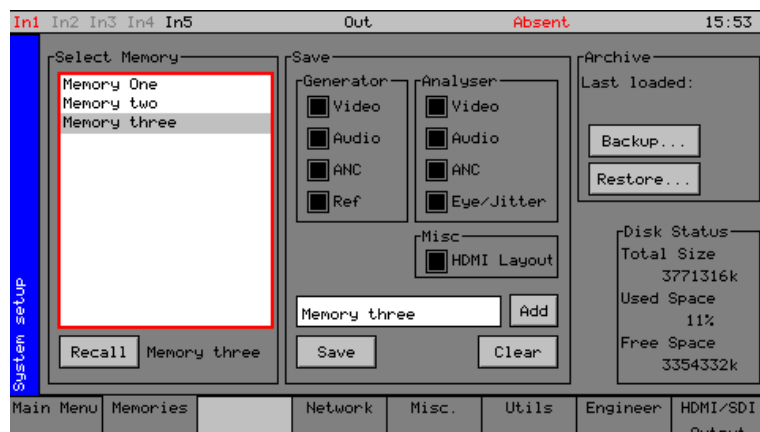 In1 In2 In3 In4 In5 Out Absent 15:53
System setup
Select Memory
Memory One
Memory two
Memory three
Recall Memory three
Save
Generator
Video
Audio
ANC
Ref
Analyser
Video
Audio
ANC
Eye/Jitter
Misc
HDMI Layout
Memory three Add
Save Clear
Archive
Last loaded:
Backup...
Restore...
Disk Status
Total Size
3771316k
Used Space
11%
Free Space
3354332k
Main Menu Memories Network Misc. Utils Engineer HDMI/SDI
Output